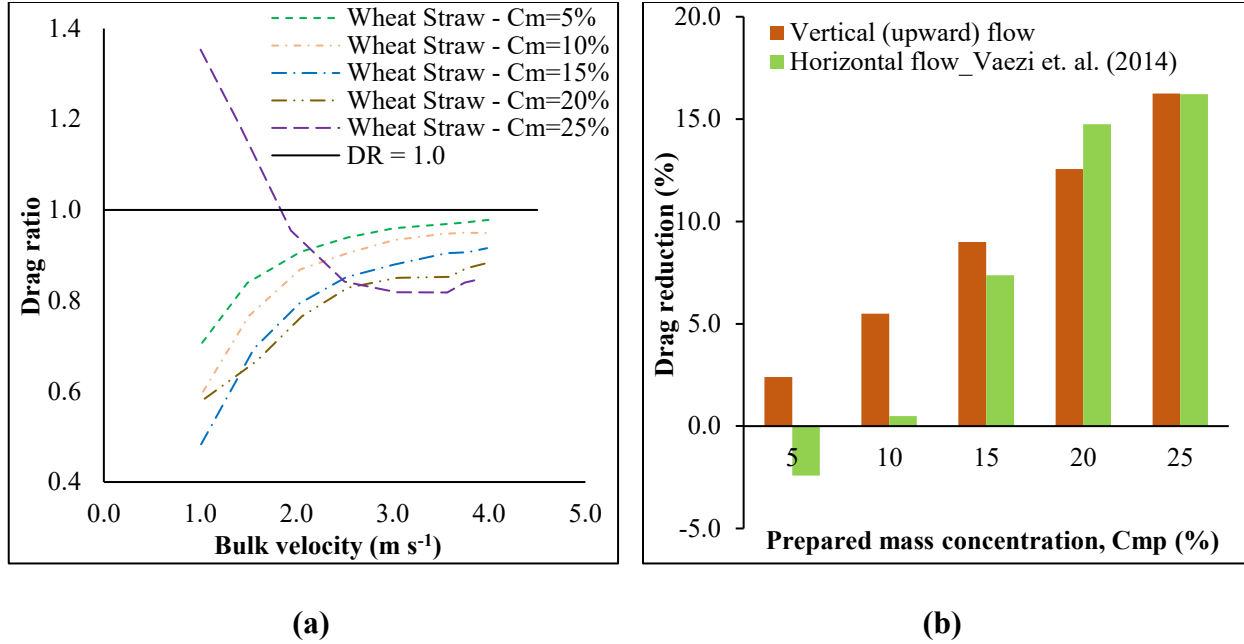 1.4
1.2
1.0
0.8
0.6
0.4
Drag ratio
Wheat Straw - Cm=5%
Wheat Straw - Cm=10%
Wheat Straw - Cm=15%
Wheat Straw - Cm=20%
Wheat Straw - Cm=25%
DR = 1.0
0.0 1.0 2.0 3.0 4.0 5.0
Bulk velocity (m s⁻¹)
(a)
20.0
15.0
10.0
5.0
0.0
-5.0
Drag reduction (%)
Vertical (upward) flow
Horizontal flow_Vaezi et. al. (2014)
5 10 15 20 25
Prepared mass concentration, Cmp (%)
(b)